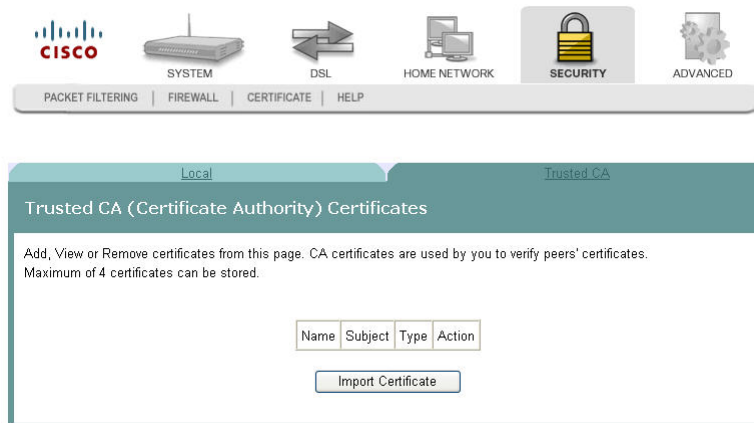 CISCO
SYSTEM
DSL
HOME NETWORK
SECURITY
ADVANCED
PACKET FILTERING | FIREWALL | CERTIFICATE | HELP
Local
Trusted CA
Trusted CA (Certificate Authority) Certificates
Add, View or Remove certificates from this page. CA certificates are used by you to verify peers' certificates.
Maximum of 4 certificates can be stored.
Name Subject Type Action
Import Certificate